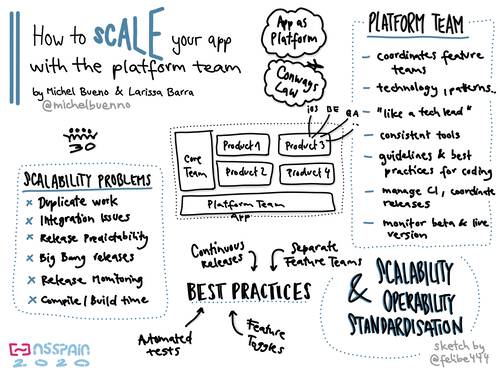 How to SCALE your app
with the platform team
by Michel Bueno & Larissa Barra
@michelbuenno
30
App as
Platform
Conways
Law
PLATFORM TEAM
- coordinates feature
teams
- technology, patterns..
- "like a tech lead"
- consistent tools
- guidelines & best
practices for coding
- manage CI, coordinate
releases
- monitor beta & live
version
iOS BE QA ..
Core
Team
Product 1
Product 3
Product 2
Product 4
Platform Team
App
SCALABILITY PROBLEMS
x Duplicate work
x Integration Issues
x Release Predictability
x Big Bang releases
x Release Monitoring
x Compile/Build time
Continuous
Releases
Separate
Feature Teams
BEST PRACTICES
Automated
tests
Feature
Toggles
SCALABILITY
& OPERABILITY
STANDARDISATION
nsspain
2020
sketch by
@felibe444